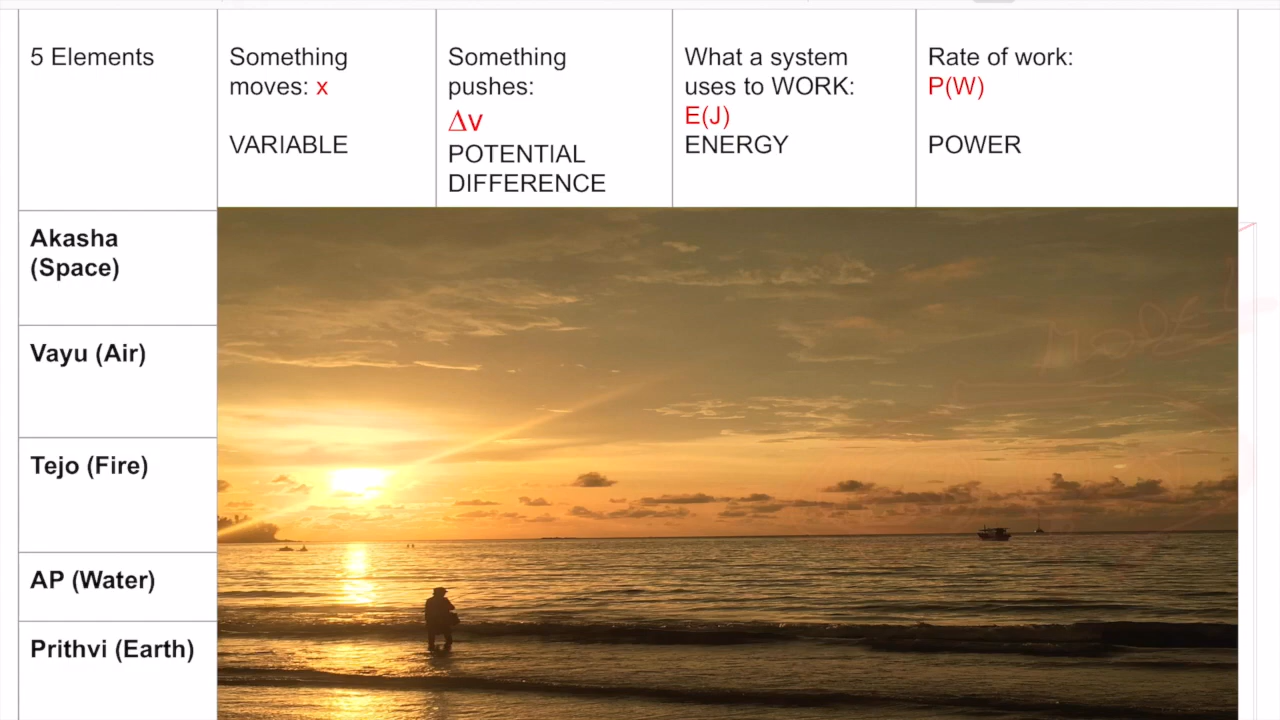 5 Elements
Something
moves: x
VARIABLE
Something
pushes:
Δv
POTENTIAL
DIFFERENCE
What a system
uses to WORK:
E(J)
ENERGY
Rate of work:
P(W)
POWER
Akasha
(Space)
Vayu (Air)
Tejo (Fire)
AP (Water)
Prithvi (Earth)